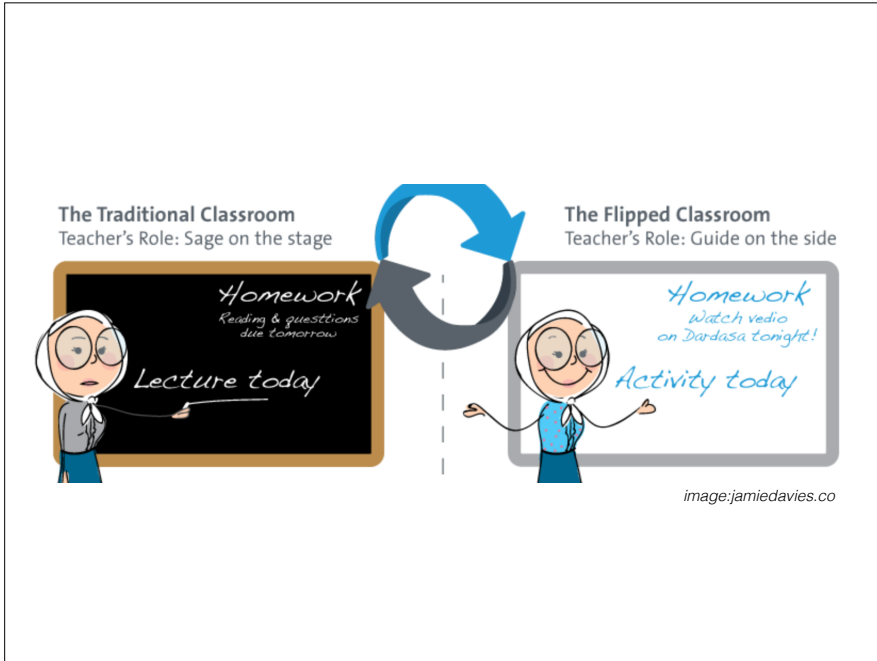 The Traditional Classroom
Teacher's Role: Sage on the stage
Homework
Reading & questtions
due tomorrow
Lecture today
The Flipped Classroom
Teacher's Role: Guide on the side
Homework
Watch vedio
on Dardasa tonight!
Activity today
image:jamiedavies.co